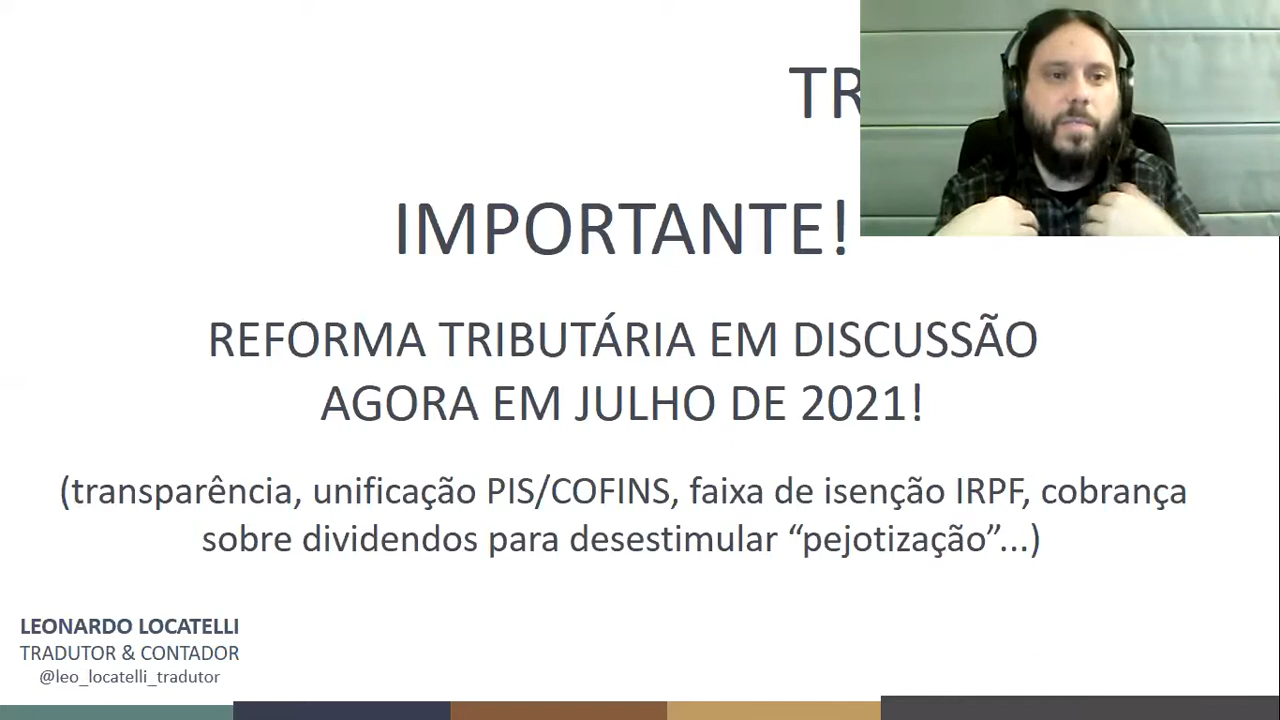 IMPORTANTE!
REFORMA TRIBUTÁRIA EM DISCUSSÃO
AGORA EM JULHO DE 2021!
(transparência, unificação PIS/COFINS, faixa de isenção IRPF, cobrança
sobre dividendos para desestimular “pejotização”...)
LEONARDO LOCATELLI
TRADUTOR & CONTADOR
@leo_locatelli_tradutor